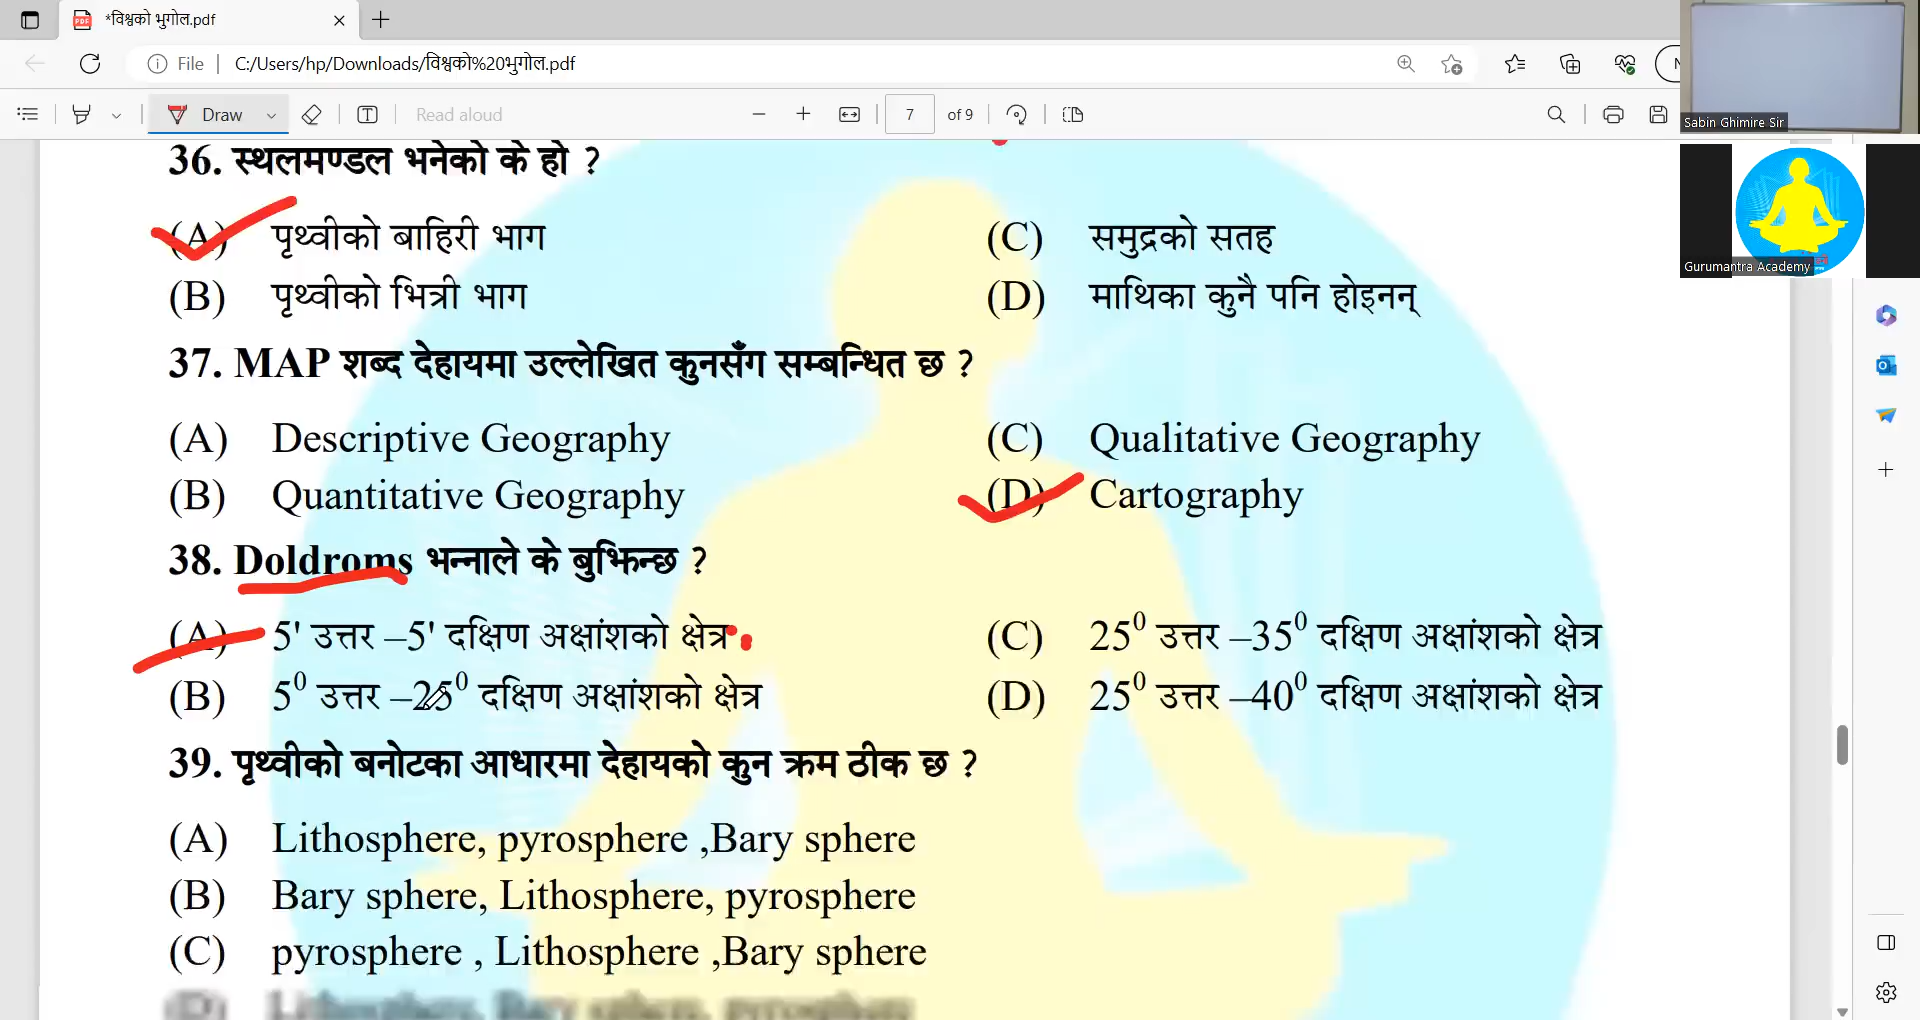 *विश्वको भुगोल.pdf
File
C:/Users/hp/Downloads/विश्वको%20भुगोल.pdf
Draw
Read aloud
7
of 9
Sabin Ghimire Sir
Gurumantra Academy
36. स्थलमण्डल भनेको के हो ?
(A) पृथ्वीको बाहिरी भाग
(C) समुद्रको सतह
(B) पृथ्वीको भित्री भाग
(D) माथिका कुनै पनि होइनन्
37. MAP शब्द देहायमा उल्लेखित कुनसँग सम्बन्धित छ ?
(A) Descriptive Geography
(C) Qualitative Geography
(B) Quantitative Geography
(D) Cartography
38. Doldroms भन्नाले के बुझिन्छ ?
(A) 5' उत्तर –5' दक्षिण अक्षांशको क्षेत्र
(C) 25⁰ उत्तर –35⁰ दक्षिण अक्षांशको क्षेत्र
(B) 5⁰ उत्तर –25⁰ दक्षिण अक्षांशको क्षेत्र
(D) 25⁰ उत्तर –40⁰ दक्षिण अक्षांशको क्षेत्र
39. पृथ्वीको बनोटका आधारमा देहायको कुन क्रम ठीक छ ?
(A) Lithosphere, pyrosphere ,Bary sphere
(B) Bary sphere, Lithosphere, pyrosphere
(C) pyrosphere , Lithosphere ,Bary sphere